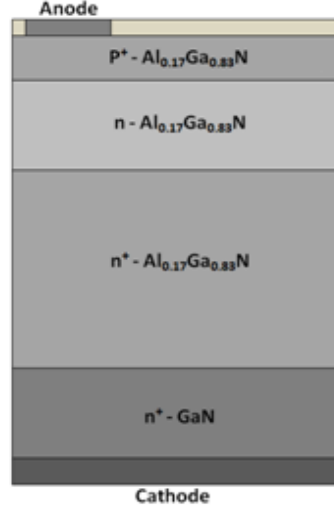 Anode
P⁺ - Al₀.₁₇Ga₀.₈₃N
n - Al₀.₁₇Ga₀.₈₃N
n⁺ - Al₀.₁₇Ga₀.₈₃N
n⁺ - GaN
Cathode